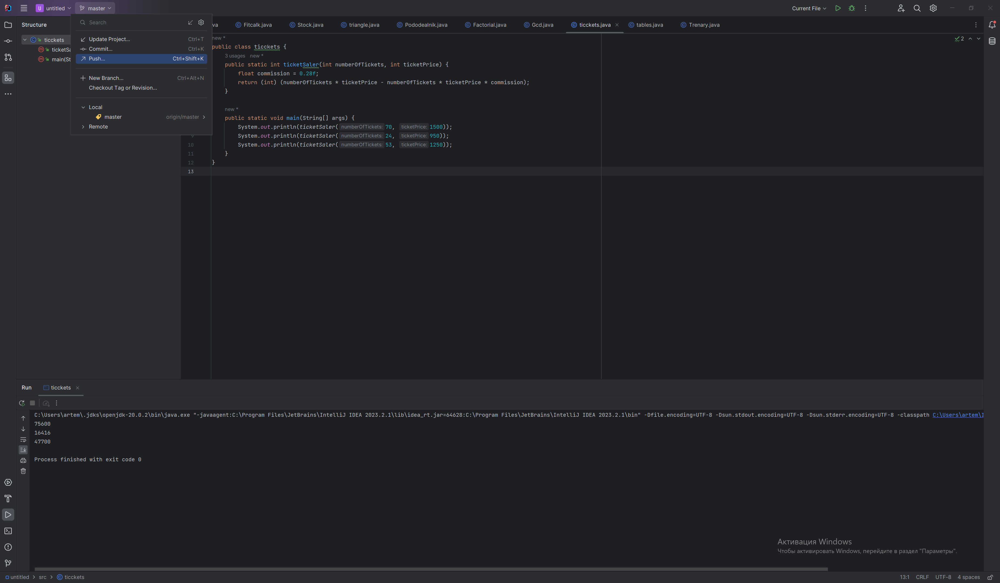 U untitled master Current File
Structure
Search
va Fitcalk.java Stock.java triangle.java Pododealnik.java Factorial.java Gcd.java ticckets.java tables.java Trenary.java
ticckets
ticketSa
main(St
Update Project... Ctrl+T
Commit... Ctrl+K
Push... Ctrl+Shift+K
New Branch... Ctrl+Alt+N
Checkout Tag or Revision...
Local
master origin/master
Remote
new *
2
public class ticckets {
3 usages new *
public static int ticketSaler(int numberOfTickets, int ticketPrice) {
float commission = 0.28f;
return (int) (numberOfTickets * ticketPrice - numberOfTickets * ticketPrice * commission);
}
new *
public static void main(String[] args) {
System.out.println(ticketSaler( numberOfTickets: 70, ticketPrice: 1500));
9 System.out.println(ticketSaler( numberOfTickets: 24, ticketPrice: 950));
10 System.out.println(ticketSaler( numberOfTickets: 53, ticketPrice: 1250));
11 }
12 }
13
Run ticckets
C:\Users\artem\.jdks\openjdk-20.0.2\bin\java.exe "-javaagent:C:\Program Files\JetBrains\IntelliJ IDEA 2023.2.1\lib\idea_rt.jar=64628:C:\Program Files\JetBrains\IntelliJ IDEA 2023.2.1\bin" -Dfile.encoding=UTF-8 -Dsun.stdout.encoding=UTF-8 -Dsun.stderr.encoding=UTF-8 -classpath C:\Users\artem\I
75600
16416
47700
Process finished with exit code 0
Активация Windows
Чтобы активировать Windows, перейдите в раздел "Параметры".
untitled > src > ticckets 13:1 CRLF UTF-8 4 spaces